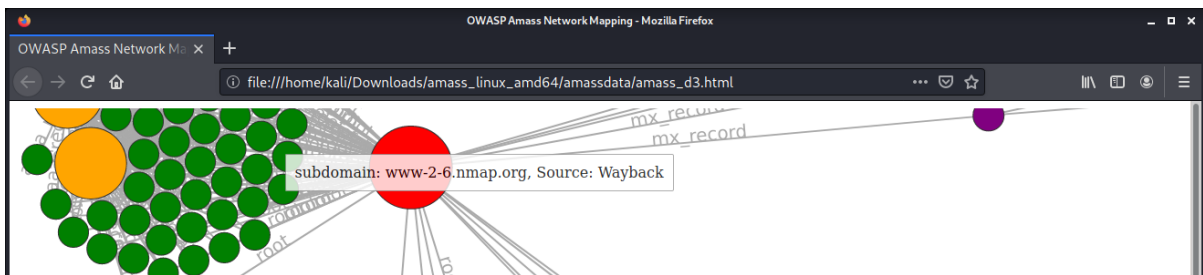 OWASP Amass Network Mapping - Mozilla Firefox
OWASP Amass Network Ma
file:///home/kali/Downloads/amass_linux_amd64/amassdata/amass_d3.html
mx_record
mx_record
subdomain: www-2-6.nmap.org, Source: Wayback
root